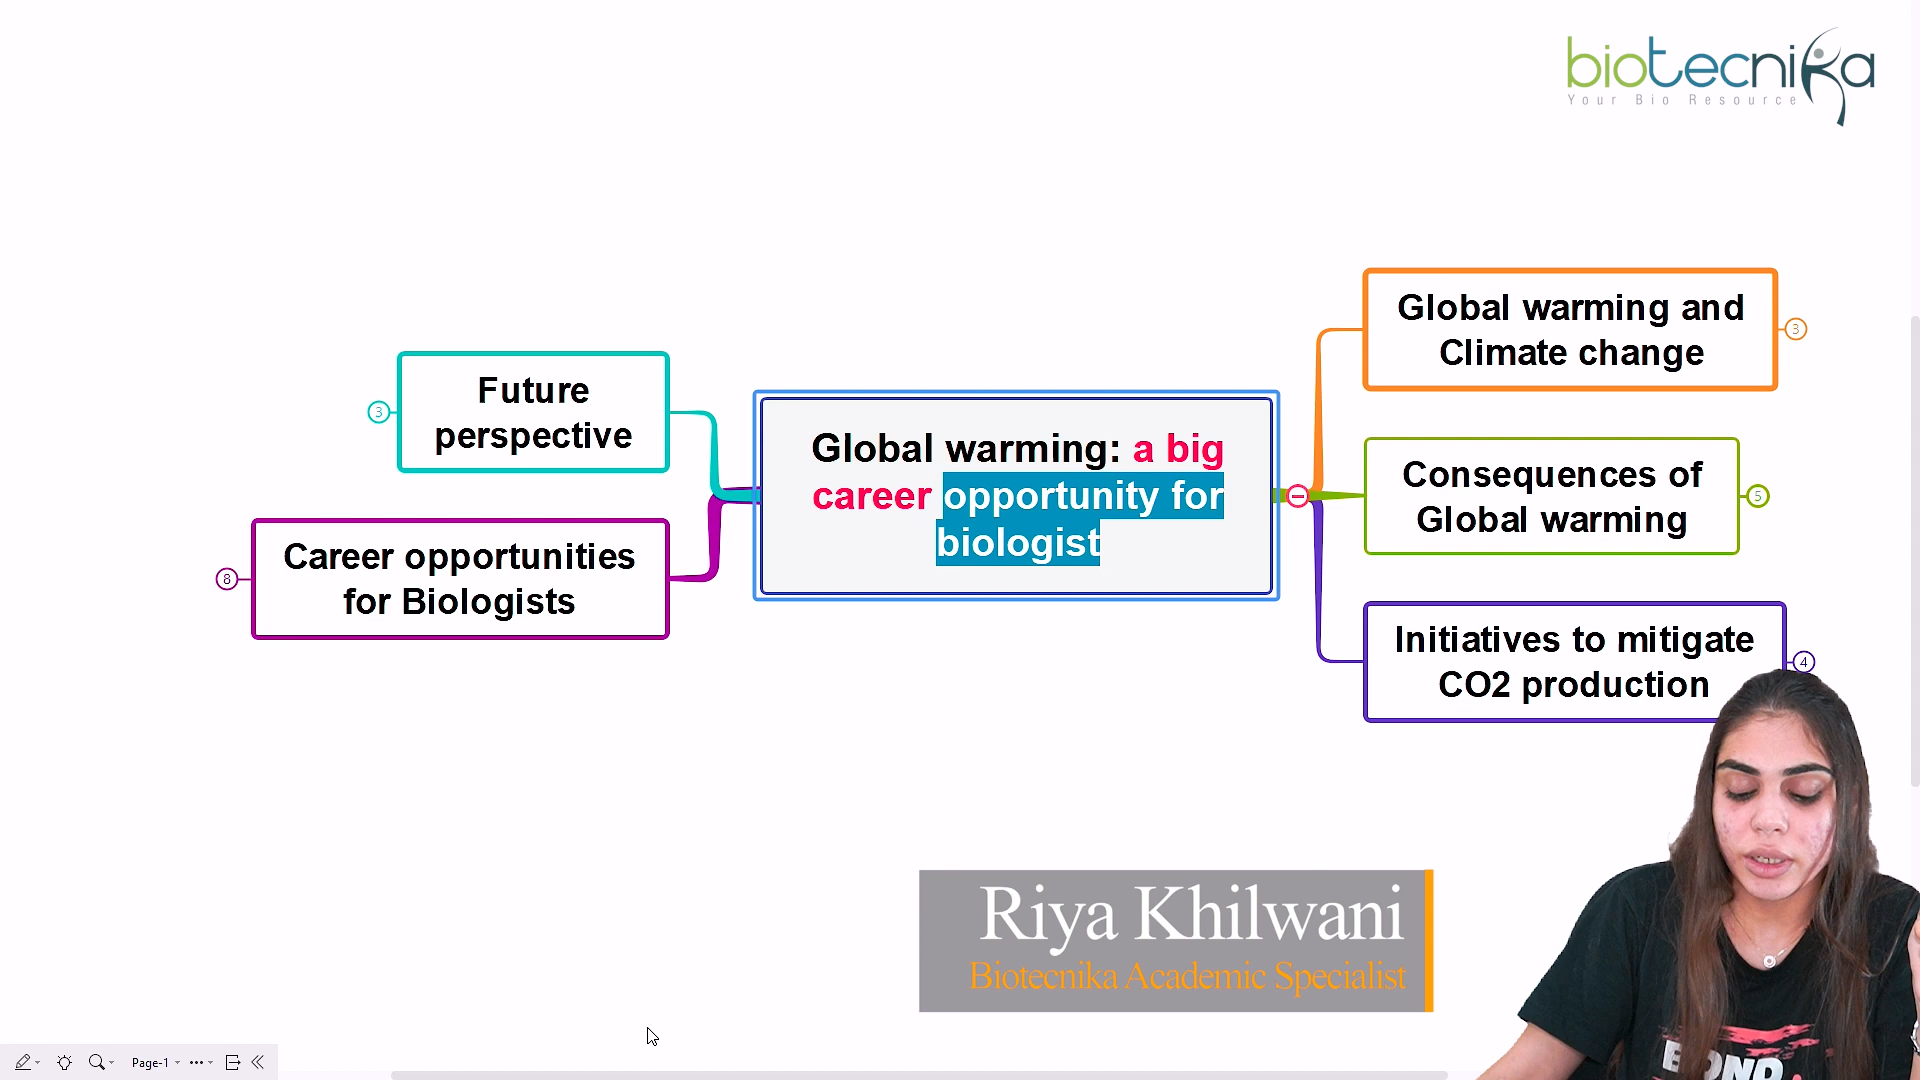 biotecnika
Your Bio Resource
Future
perspective
3
Career opportunities
for Biologists
8
Global warming: a big
career opportunity for
biologist
Global warming and
Climate change
3
Consequences of
Global warming
5
Initiatives to mitigate
CO2 production
4
Riya Khilwani
Biotecnika Academic Specialist
Page-1